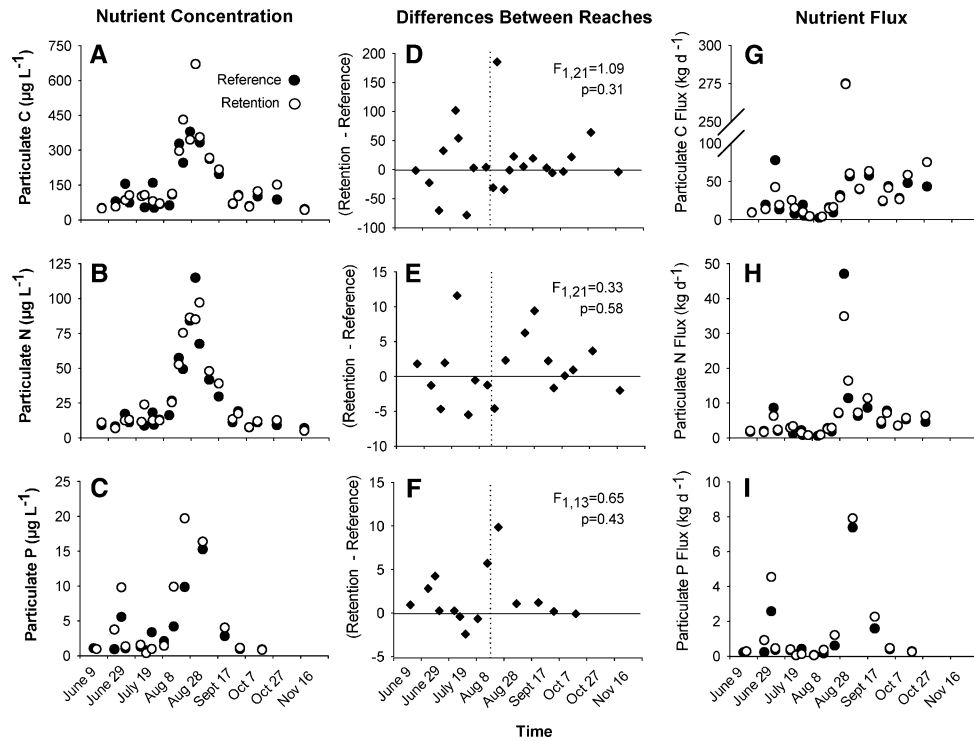 Nutrient Concentration
Differences Between Reaches
Nutrient Flux
A
Particulate C (µg L-1)
750
600
450
300
150
0
Reference
Retention
D
(Retention - Reference)
200
150
100
50
0
-50
-100
F1,21=1.09
p=0.31
G
Particulate C Flux (kg d-1)
300
275
250
100
50
0
B
Particulate N (µg L-1)
125
100
75
50
25
0
E
(Retention - Reference)
15
10
5
0
-5
-10
F1,21=0.33
p=0.58
H
Particulate N Flux (kg d-1)
50
40
30
20
10
0
C
Particulate P (µg L-1)
25
20
15
10
5
0
June 9
June 29
July 19
Aug 8
Aug 28
Sept 17
Oct 7
Oct 27
Nov 16
F
(Retention - Reference)
15
10
5
0
-5
F1,13=0.65
p=0.43
June 9
June 29
July 19
Aug 8
Aug 28
Sept 17
Oct 7
Oct 27
Nov 16
I
Particulate P Flux (kg d-1)
10
8
6
4
2
0
June 9
June 29
July 19
Aug 8
Aug 28
Sept 17
Oct 7
Oct 27
Nov 16
Time